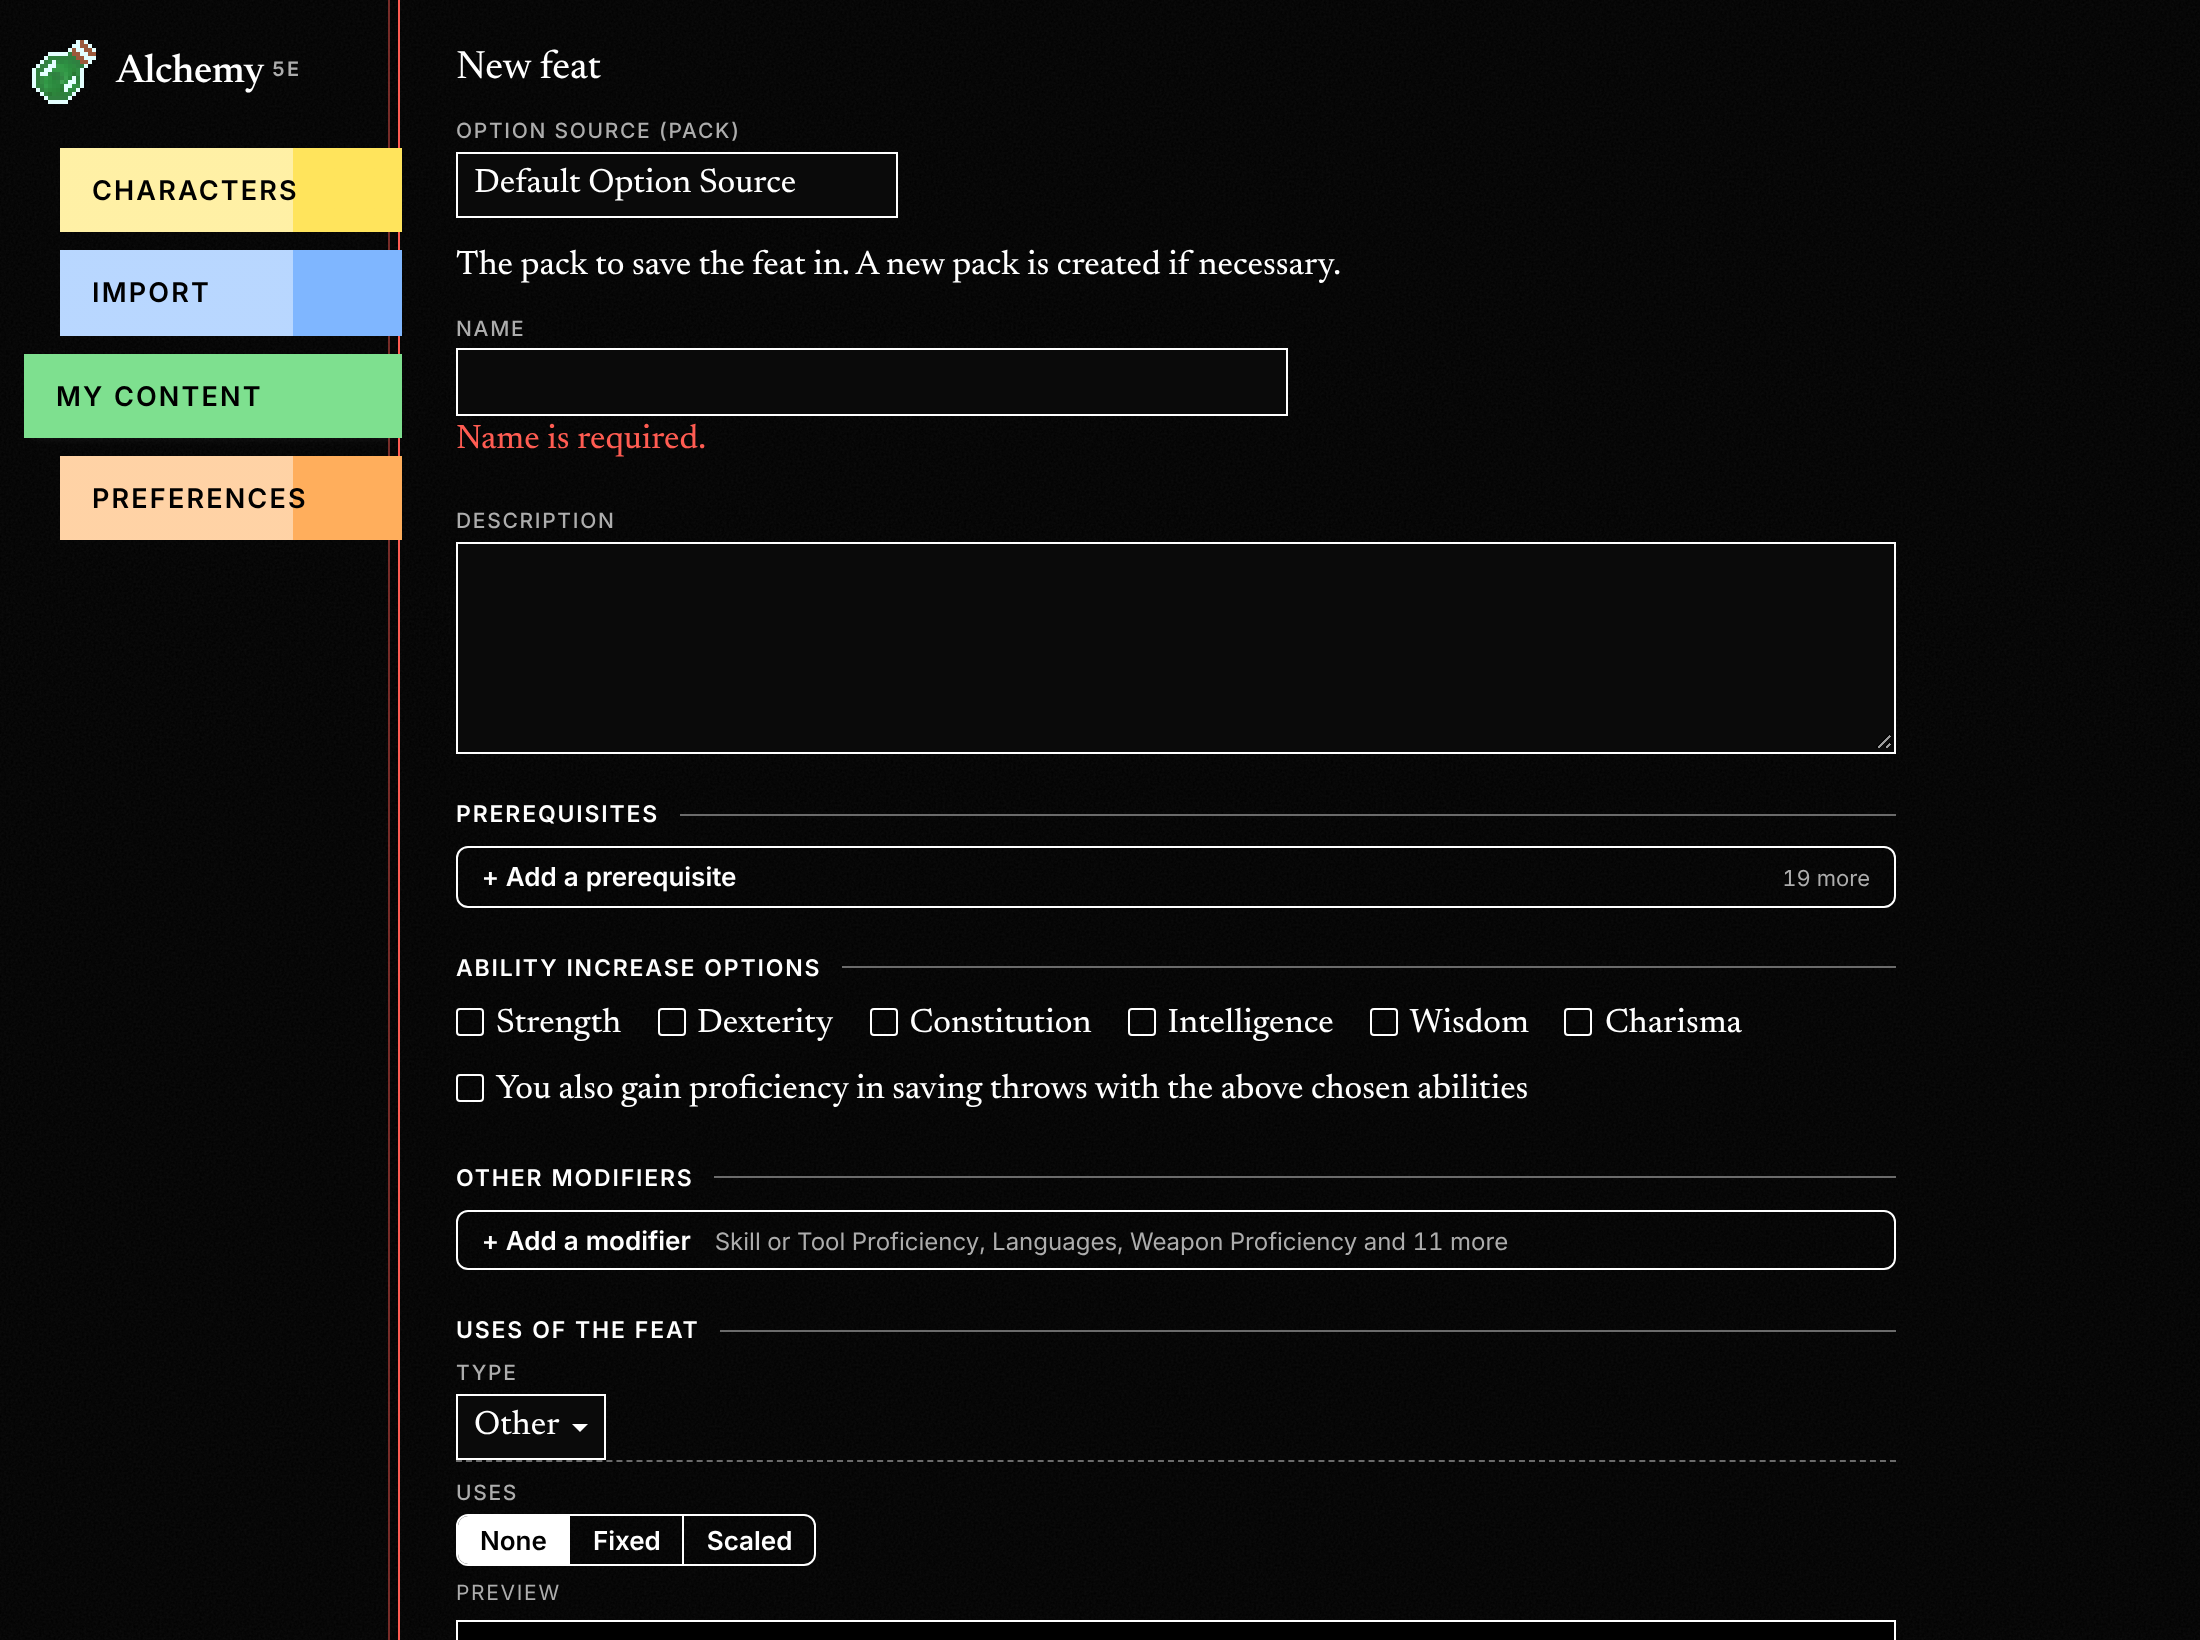 Alchemy 5E
CHARACTERS
IMPORT
MY CONTENT
PREFERENCES
New feat
OPTION SOURCE (PACK)
Default Option Source
The pack to save the feat in. A new pack is created if necessary.
NAME
Name is required.
DESCRIPTION
PREREQUISITES
+ Add a prerequisite 19 more
ABILITY INCREASE OPTIONS
Strength Dexterity Constitution Intelligence Wisdom Charisma
You also gain proficiency in saving throws with the above chosen abilities
OTHER MODIFIERS
+ Add a modifier Skill or Tool Proficiency, Languages, Weapon Proficiency and 11 more
USES OF THE FEAT
TYPE
Other
USES
None Fixed Scaled
PREVIEW